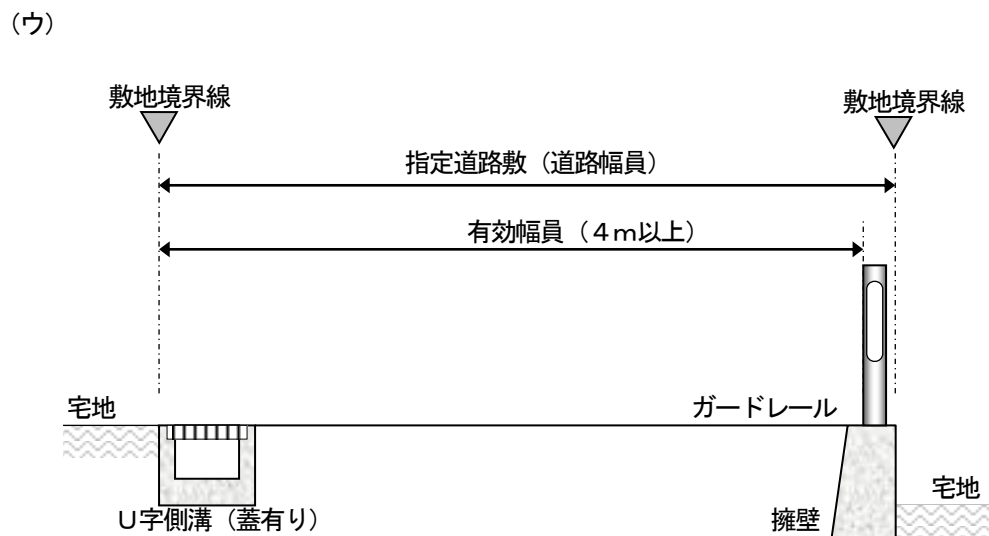 （ウ）
敷地境界線
敷地境界線
指定道路敷（道路幅員）
有効幅員（４ｍ以上）
宅地
ガードレール
宅地
Ｕ字側溝（蓋有り）
擁壁